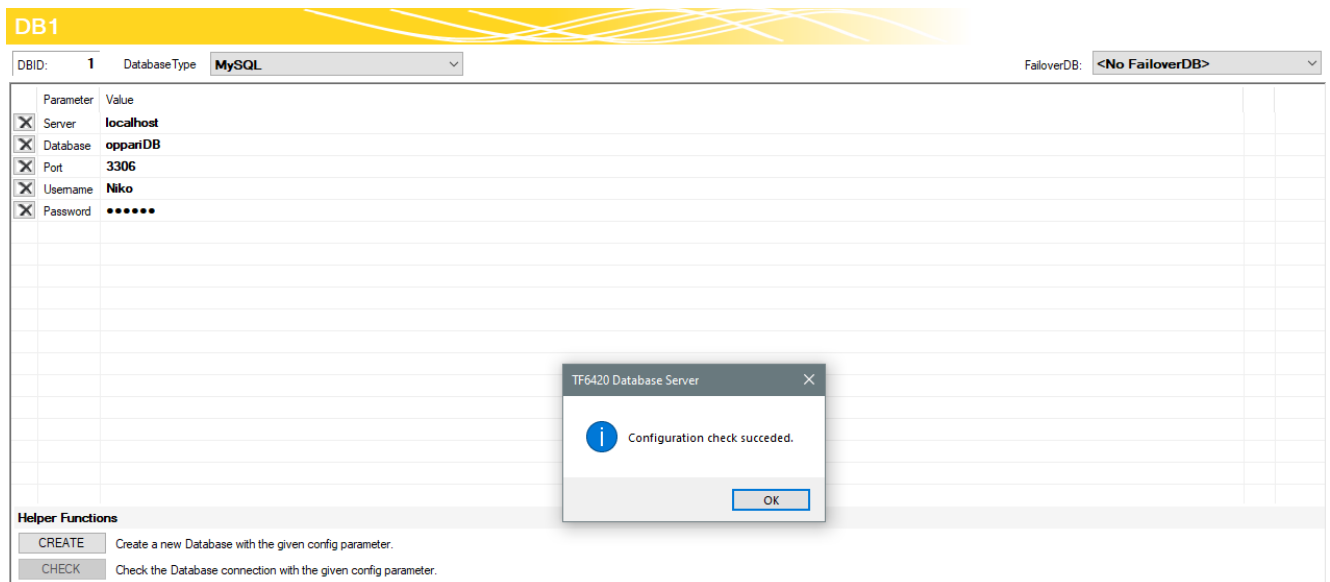 DB1
DBID: 1 DatabaseType MySQL FailoverDB: <No FailoverDB>
Parameter Value
Server localhost
Database oppariDB
Port 3306
Username Niko
Password ●●●●●●
TF6420 Database Server
Configuration check succeded.
OK
Helper Functions
CREATE Create a new Database with the given config parameter.
CHECK Check the Database connection with the given config parameter.